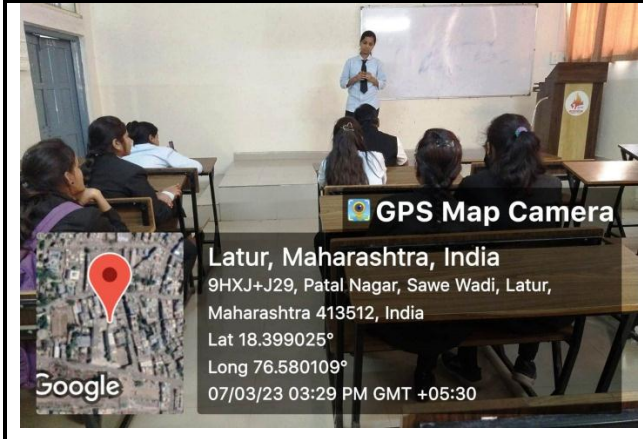 GPS Map Camera
Latur, Maharashtra, India
9HXJ+J29, Patal Nagar, Sawe Wadi, Latur,
Maharashtra 413512, India
Lat 18.399025°
Long 76.580109°
07/03/23 03:29 PM GMT +05:30
Google